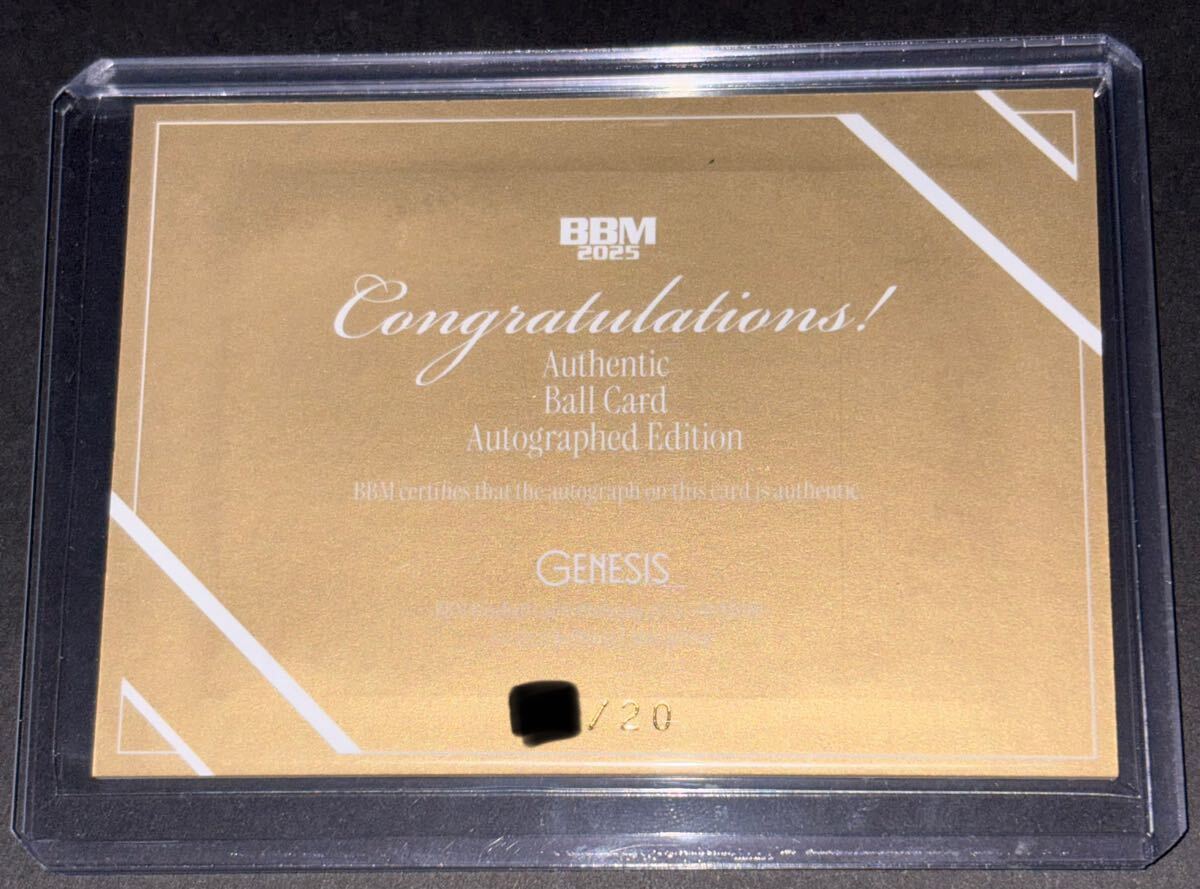 BBM
2025
Congratulations!
Authentic
Ball Card
Autographed Edition
BBM certifies that the autograph on this card is authentic.
GENESIS
/20